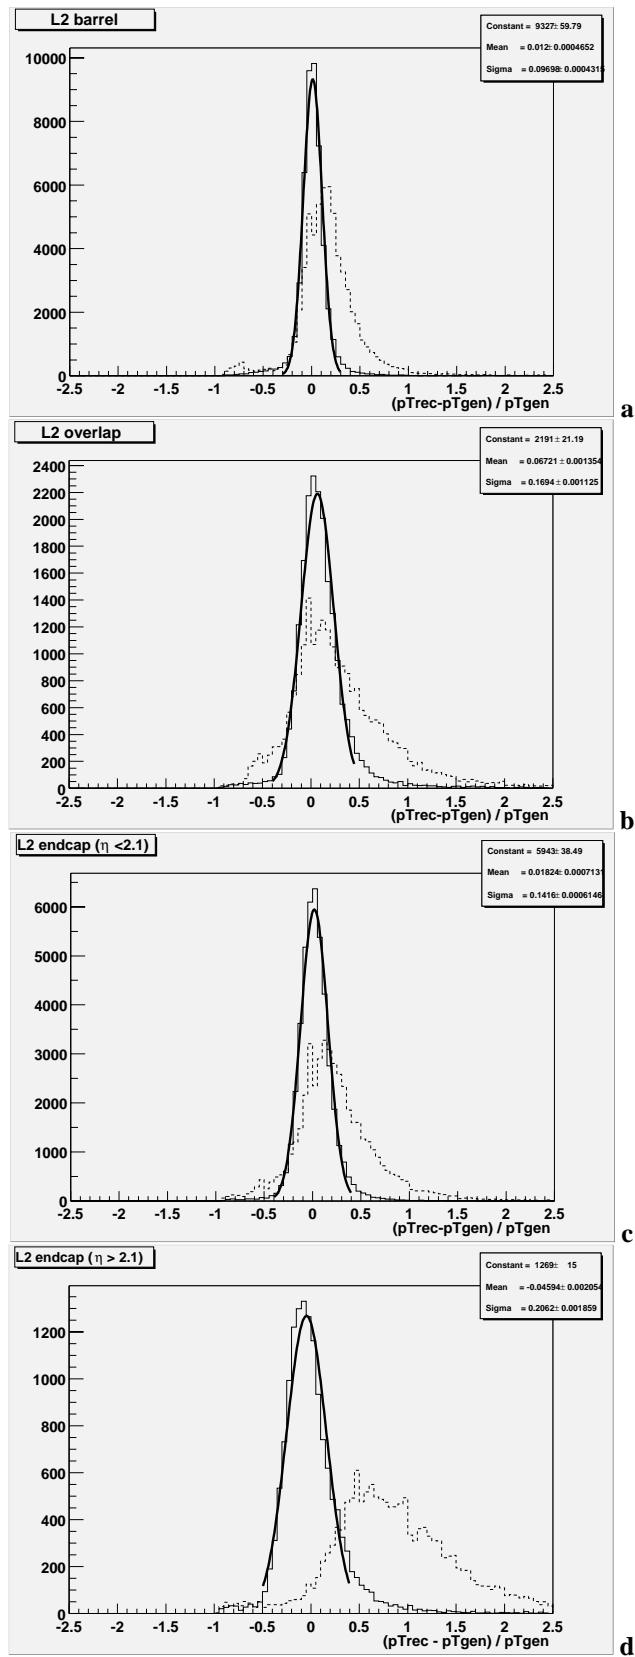 L2 barrel
Constant = 9327± 59.79
Mean = 0.012± 0.0004652
Sigma = 0.09698± 0.0004315
10000
8000
6000
4000
2000
0
-2.5 -2 -1.5 -1 -0.5 0 0.5 1 1.5 2 2.5
(pTrec-pTgen) / pTgen
a
L2 overlap
Constant = 2191± 21.19
Mean = 0.06721± 0.001354
Sigma = 0.1694± 0.001125
2400
2200
2000
1800
1600
1400
1200
1000
800
600
400
200
0
-2.5 -2 -1.5 -1 -0.5 0 0.5 1 1.5 2 2.5
(pTrec-pTgen) / pTgen
b
L2 endcap (η <2.1)
Constant = 5943± 38.49
Mean = 0.01824± 0.0007131
Sigma = 0.1416± 0.0006146
6000
5000
4000
3000
2000
1000
0
-2.5 -2 -1.5 -1 -0.5 0 0.5 1 1.5 2 2.5
(pTrec-pTgen) / pTgen
c
L2 endcap (η > 2.1)
Constant = 1269± 15
Mean = -0.04594± 0.002054
Sigma = 0.2062± 0.001859
1200
1000
800
600
400
200
0
-2.5 -2 -1.5 -1 -0.5 0 0.5 1 1.5 2 2.5
(pTrec - pTgen) / pTgen
d